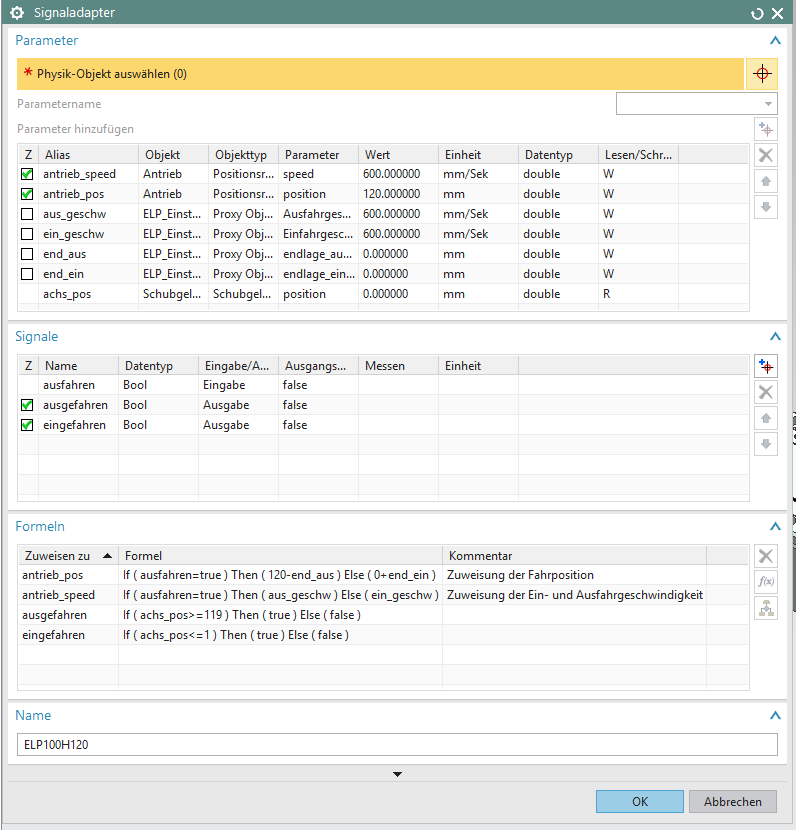 Signaladapter
Parameter
* Physik-Objekt auswählen (0)
Parametername
Parameter hinzufügen
Z Alias Objekt Objekttyp Parameter Wert Einheit Datentyp Lesen/Schr...
antrieb_speed Antrieb Positionsr... speed 600.000000 mm/Sek double W
antrieb_pos Antrieb Positionsr... position 120.000000 mm double W
aus_geschw ELP_Einst... Proxy Obj... Ausfahrges... 600.000000 mm/Sek double W
ein_geschw ELP_Einst... Proxy Obj... Einfahrgesc... 600.000000 mm/Sek double W
end_aus ELP_Einst... Proxy Obj... endlage_au... 0.000000 mm double W
end_ein ELP_Einst... Proxy Obj... endlage_ein... 0.000000 mm double W
achs_pos Schubgel... Schubgel... position 0.000000 mm double R
Signale
Z Name Datentyp Eingabe/A... Ausgangs... Messen Einheit
ausfahren Bool Eingabe false
ausgefahren Bool Ausgabe false
eingefahren Bool Ausgabe false
Formeln
Zuweisen zu Formel Kommentar
antrieb_pos If ( ausfahren=true ) Then ( 120-end_aus ) Else ( 0+end_ein ) Zuweisung der Fahrposition
antrieb_speed If ( ausfahren=true ) Then ( aus_geschw ) Else ( ein_geschw ) Zuweisung der Ein- und Ausfahrgeschwindigkeit
ausgefahren If ( achs_pos>=119 ) Then ( true ) Else ( false )
eingefahren If ( achs_pos<=1 ) Then ( true ) Else ( false )
f(x)
Name
ELP100H120
OK Abbrechen